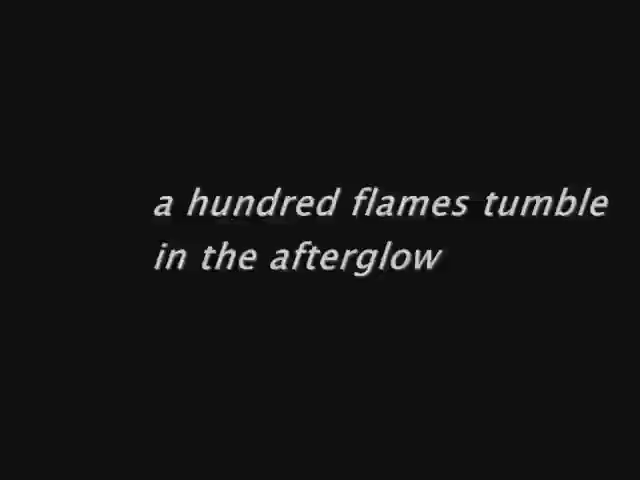 a hundred flames tumble
in the afterglow